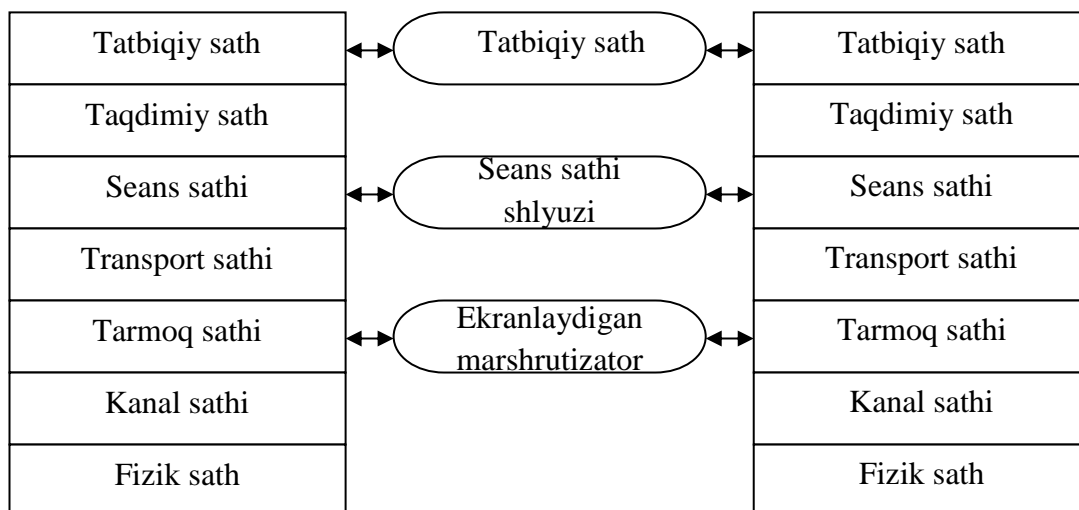 Tatbiqiy sath
Tatbiqiy sath
Tatbiqiy sath
Taqdimiy sath
Taqdimiy sath
Seans sathi
Seans sathi
shlyuzi
Seans sathi
Transport sathi
Transport sathi
Tarmoq sathi
Ekranlaydigan
marshrutizator
Tarmoq sathi
Kanal sathi
Kanal sathi
Fizik sath
Fizik sath